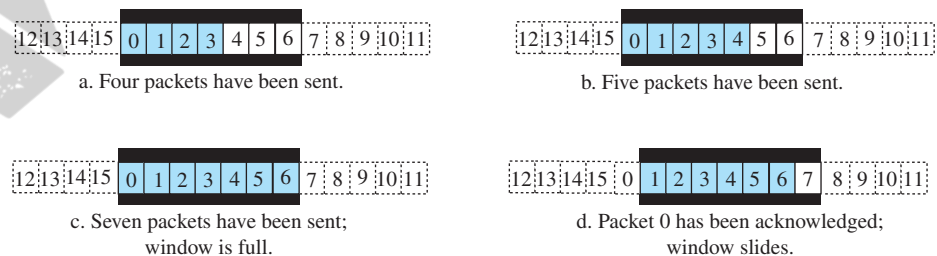 12 13 14 15 0 1 2 3 4 5 6 7 8 9 10 11
a. Four packets have been sent.
12 13 14 15 0 1 2 3 4 5 6 7 8 9 10 11
b. Five packets have been sent.
12 13 14 15 0 1 2 3 4 5 6 7 8 9 10 11
c. Seven packets have been sent;
window is full.
12 13 14 15 0 1 2 3 4 5 6 7 8 9 10 11
d. Packet 0 has been acknowledged;
window slides.